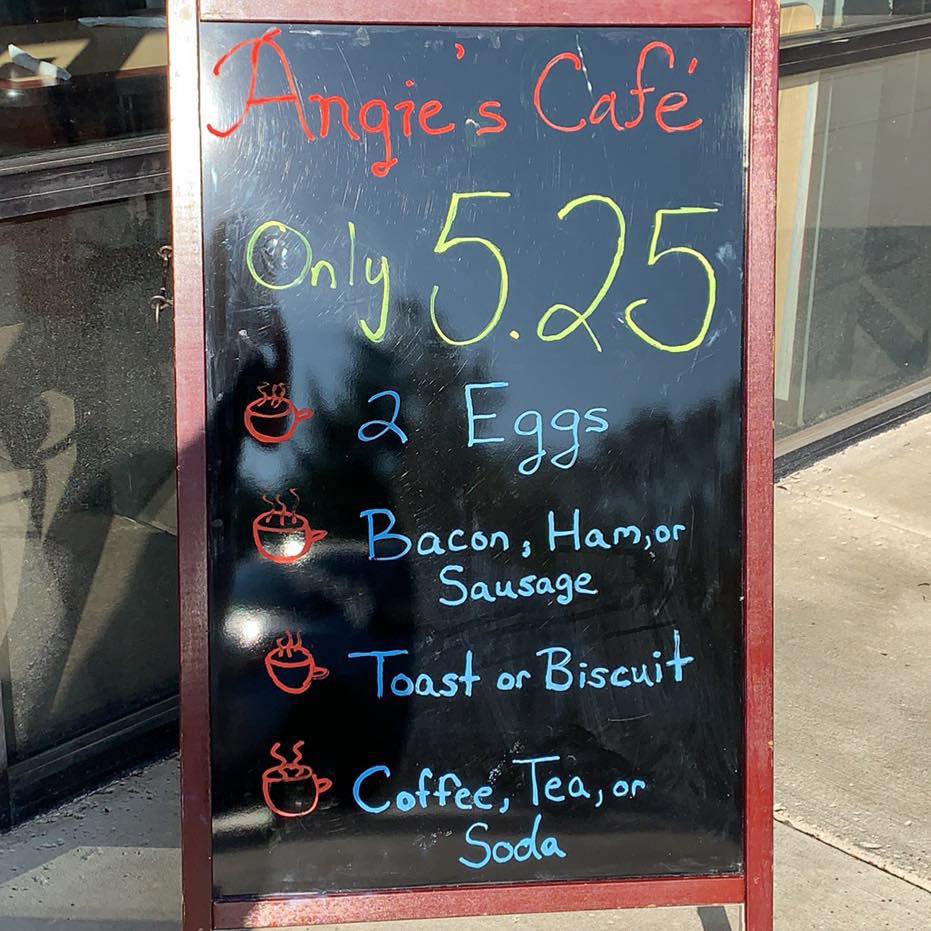 Angie's Café
Only 5.25
2 Eggs
Bacon, Ham, or
Sausage
Toast or Biscuit
Coffee, Tea, or
Soda